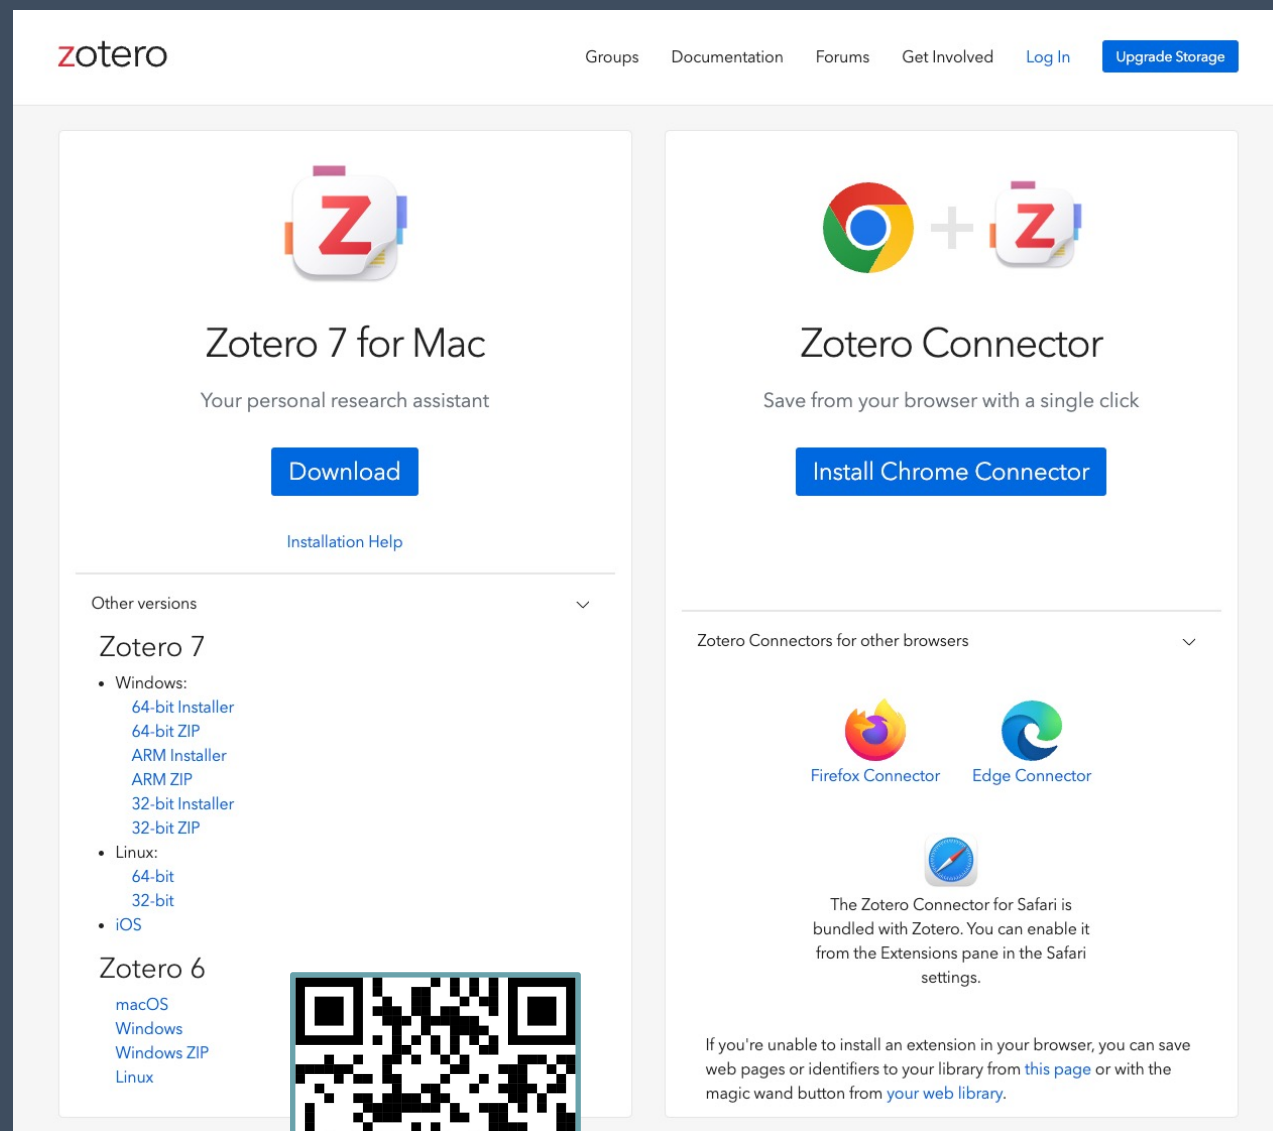 zotero
Groups Documentation Forums Get Involved Log In Upgrade Storage
Z
Zotero 7 for Mac
Your personal research assistant
Download
Installation Help
Other versions
Zotero 7
• Windows:
64-bit Installer
64-bit ZIP
ARM Installer
ARM ZIP
32-bit Installer
32-bit ZIP
• Linux:
64-bit
32-bit
• iOS
Zotero 6
macOS
Windows
Windows ZIP
Linux
Z
Zotero Connector
Save from your browser with a single click
Install Chrome Connector
Zotero Connectors for other browsers
Firefox Connector Edge Connector
The Zotero Connector for Safari is
bundled with Zotero. You can enable it
from the Extensions pane in the Safari
settings.
If you're unable to install an extension in your browser, you can save
web pages or identifiers to your library from this page or with the
magic wand button from your web library.